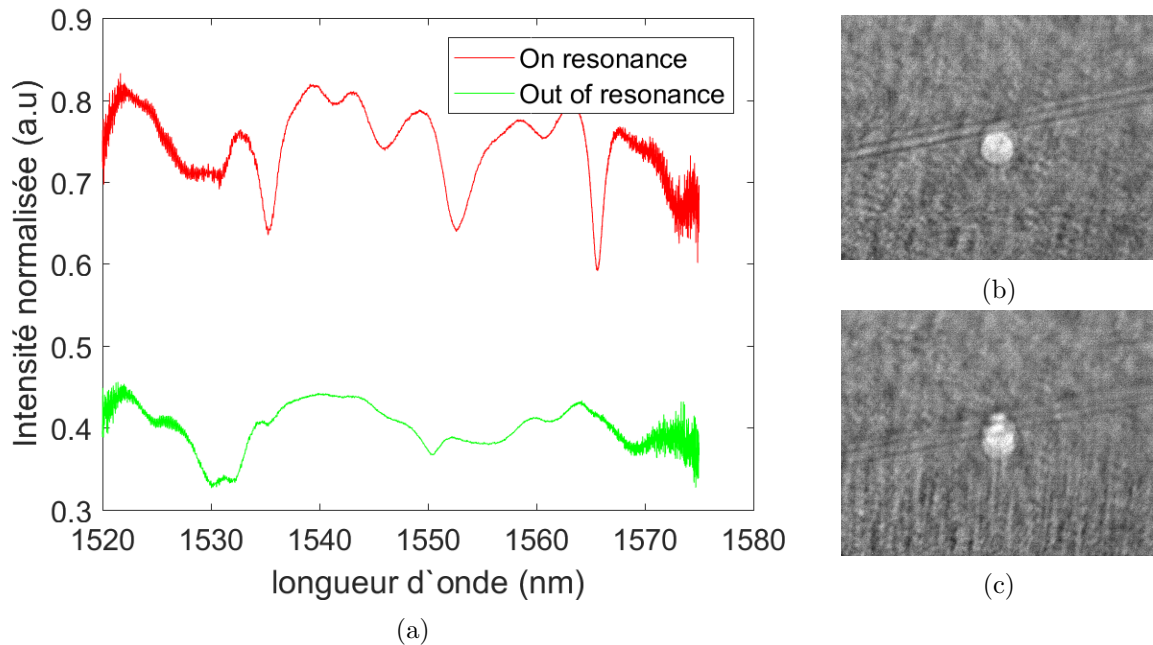 0.9
0.8
0.7
0.6
0.5
0.4
0.3
Intensité normalisée (a.u)
On resonance
Out of resonance
1520 1530 1540 1550 1560 1570 1580
longueur d`onde (nm)
(a)
(b)
(c)